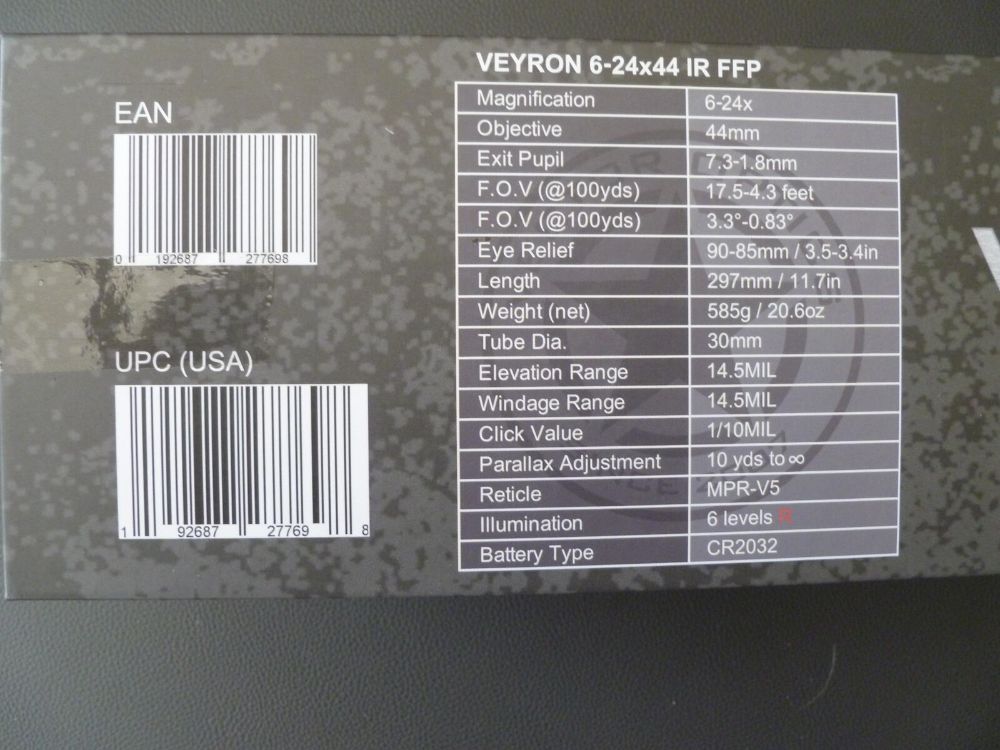 VEYRON 6-24x44 IR FFP
EAN
0 192687 277698
UPC (USA)
1 92687 27769 8
Magnification 6-24x
Objective 44mm
Exit Pupil 7.3-1.8mm
F.O.V (@100yds) 17.5-4.3 feet
F.O.V (@100yds) 3.3°-0.83°
Eye Relief 90-85mm / 3.5-3.4in
Length 297mm / 11.7in
Weight (net) 585g / 20.6oz
Tube Dia. 30mm
Elevation Range 14.5MIL
Windage Range 14.5MIL
Click Value 1/10MIL
Parallax Adjustment 10 yds to ∞
Reticle MPR-V5
Illumination 6 levels R
Battery Type CR2032